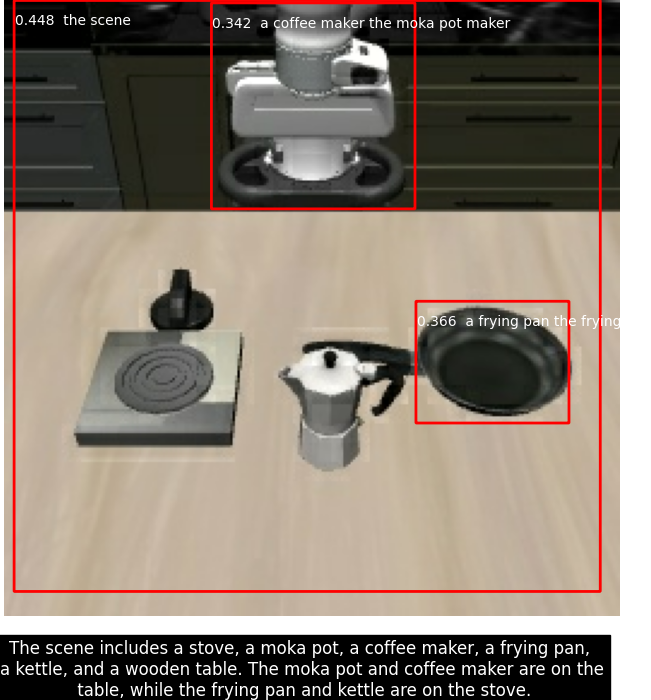 0.448 the scene
0.342 a coffee maker the moka pot maker
0.366 a frying pan the frying
The scene includes a stove, a moka pot, a coffee maker, a frying pan,
a kettle, and a wooden table. The moka pot and coffee maker are on the
table, while the frying pan and kettle are on the stove.